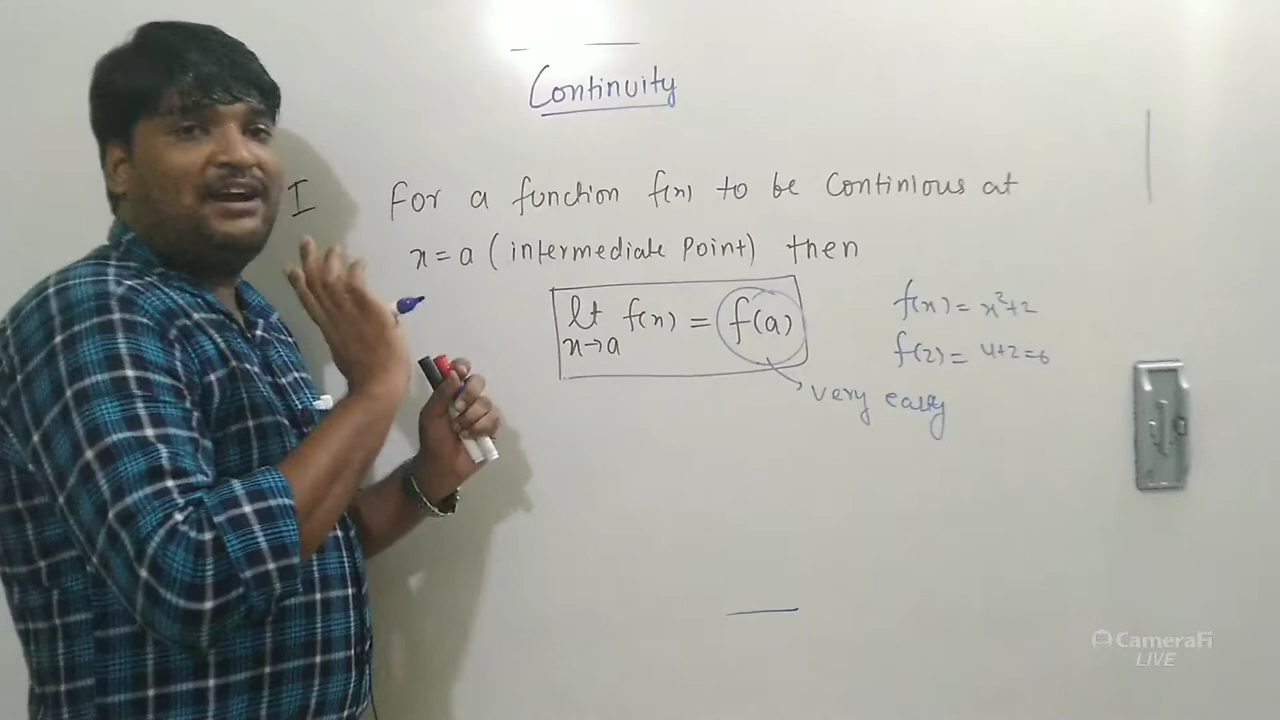 Continuity
I For a function f(x) to be Continious at
x = a (intermediate point) then
lt f(x) = f(a)
x→a
very easy
f(x) = x²+2
f(2) = 4+2=6
CameraFi
LIVE